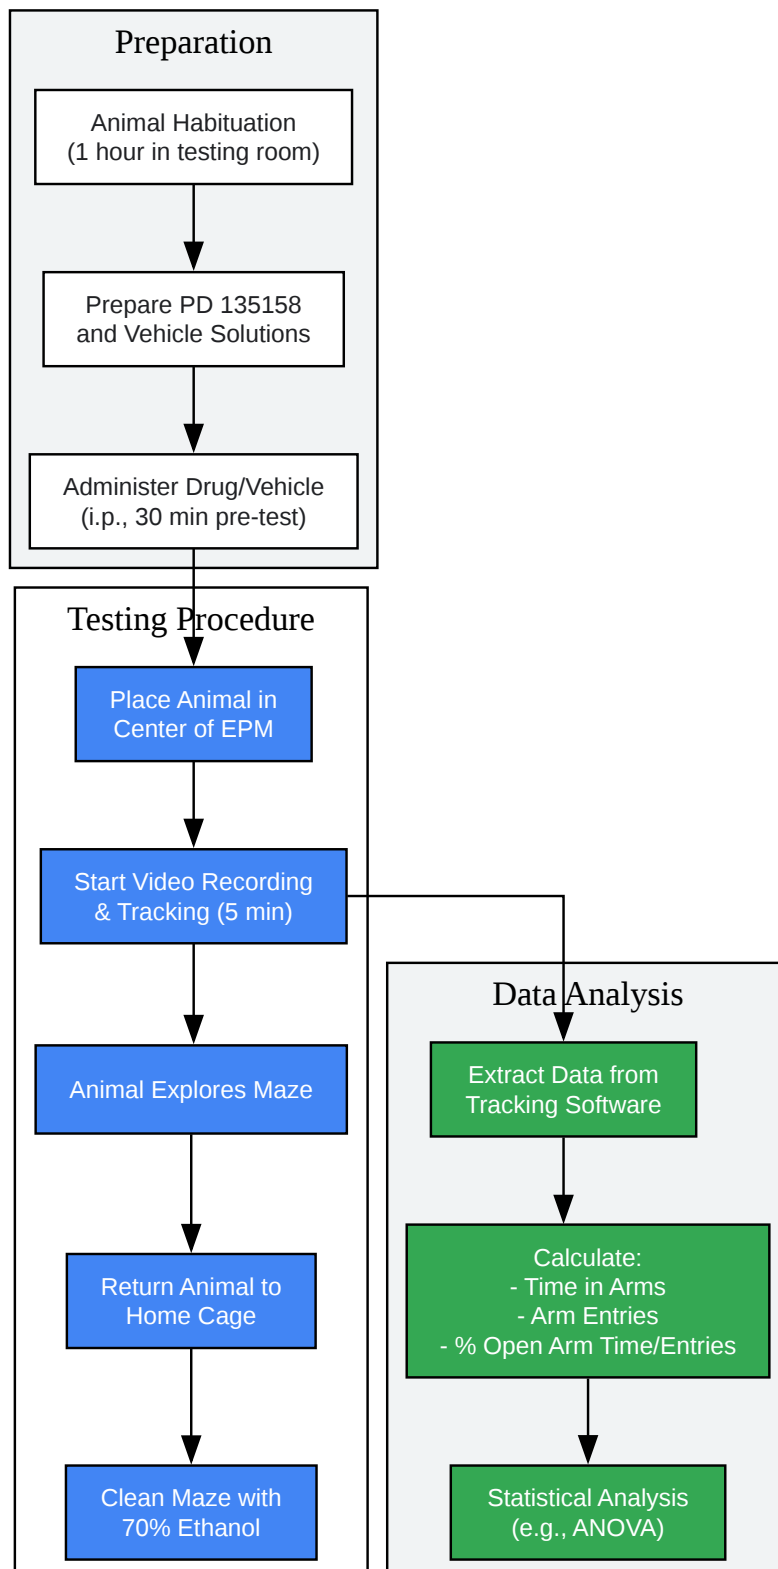 Preparation
Animal Habituation
(1 hour in testing room)
Prepare PD 135158
and Vehicle Solutions
Administer Drug/Vehicle
(i.p., 30 min pre-test)
Testing Procedure
Place Animal in
Center of EPM
Start Video Recording
& Tracking (5 min)
Animal Explores Maze
Return Animal to
Home Cage
Clean Maze with
70% Ethanol
Data Analysis
Extract Data from
Tracking Software
Calculate:
- Time in Arms
- Arm Entries
- % Open Arm Time/Entries
Statistical Analysis
(e.g., ANOVA)